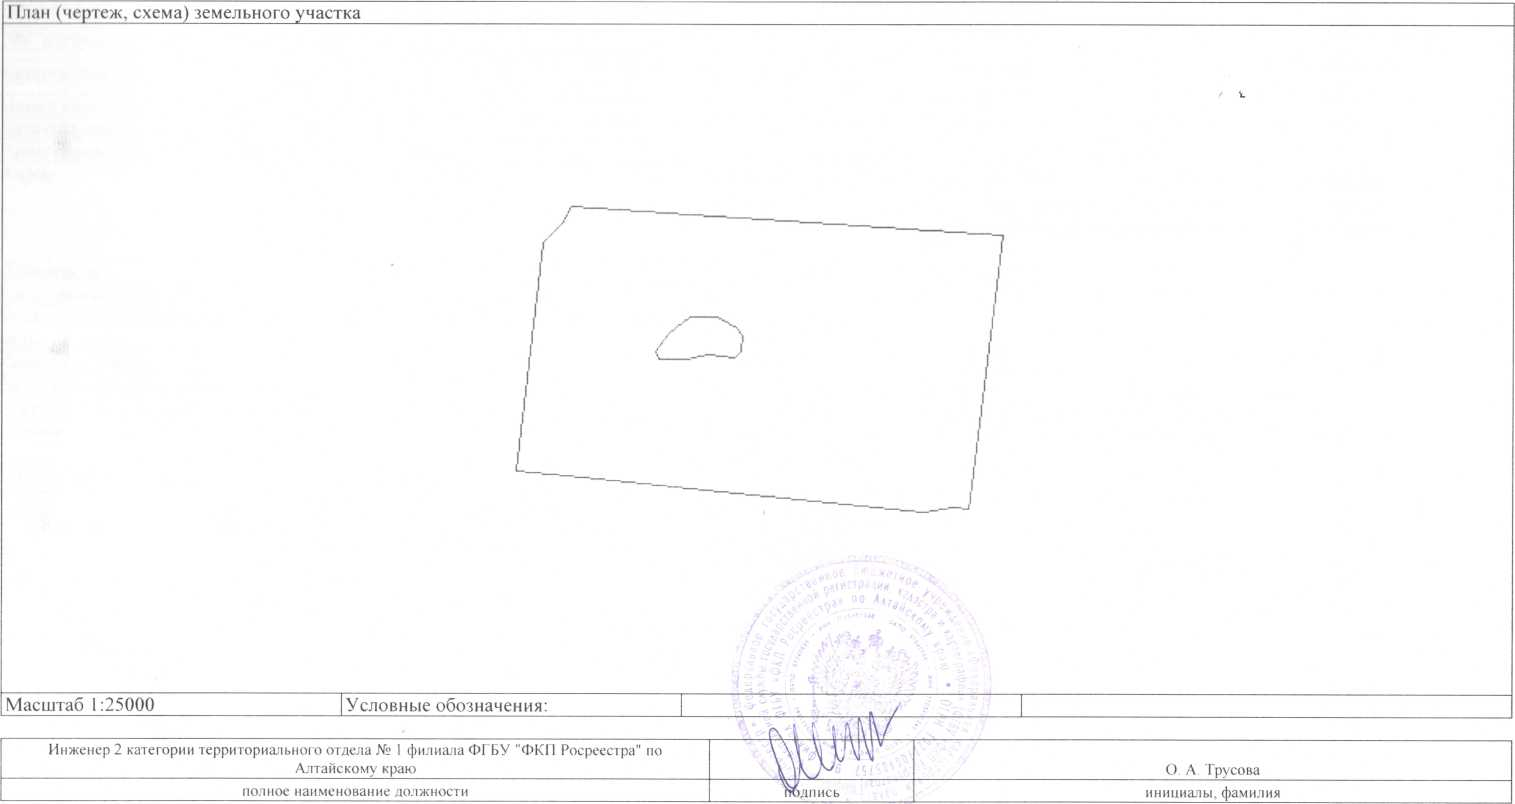 План (чертеж, схема) земельного участка
Масштаб 1:25000
Условные обозначения:
Инженер 2 категории территориального отдела № 1 филиала ФГБУ "ФКП Росреестра" по
Алтайскому краю
О. А. Трусова
полное наименование должности
подпись
инициалы, фамилия